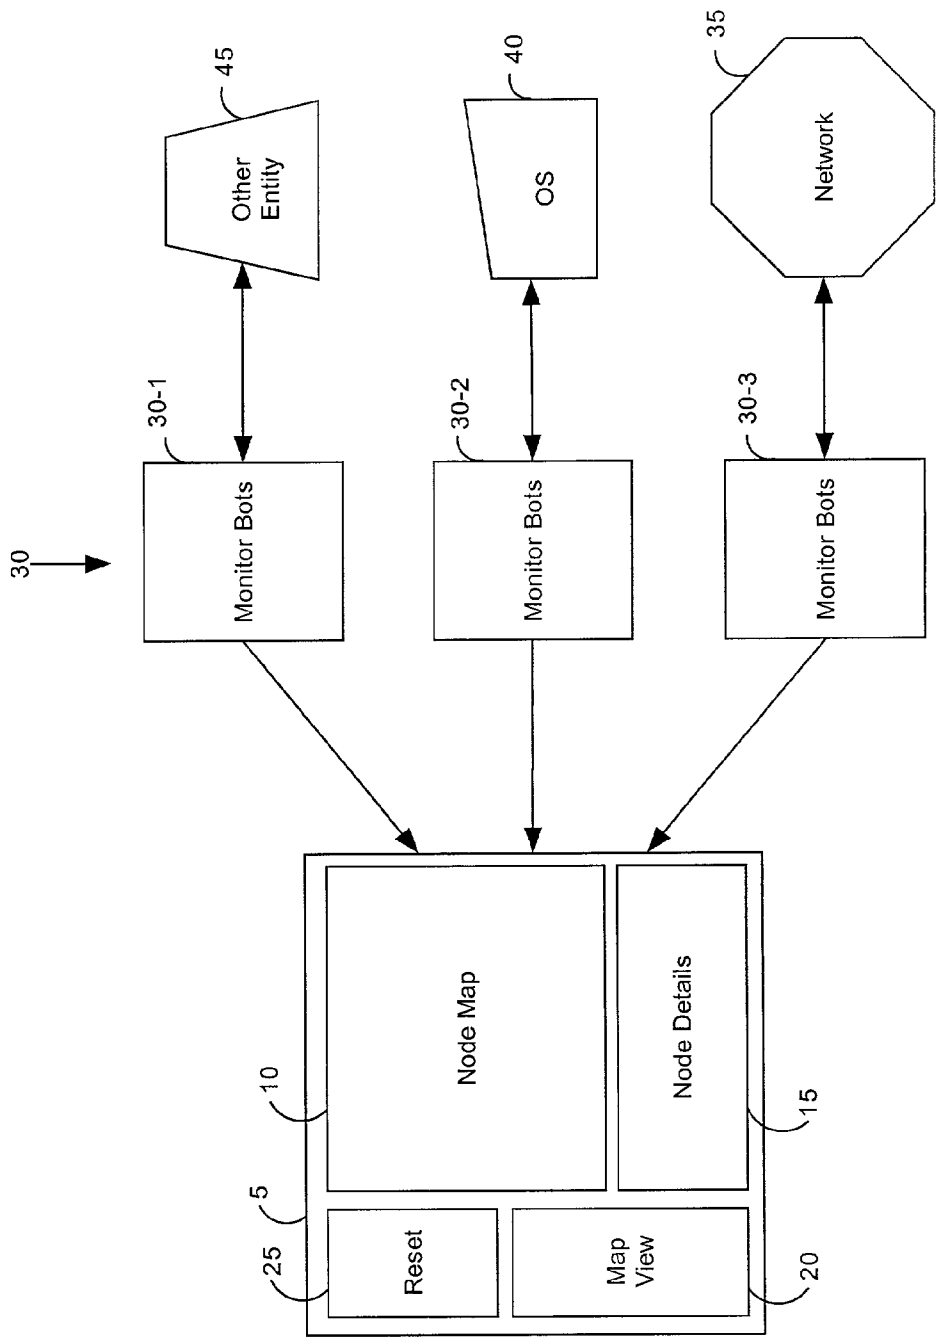 30
45
Other
Entity
40
OS
35
Network
30-1
Monitor Bots
30-2
Monitor Bots
30-3
Monitor Bots
5
10
Node Map
15
Node Details
25
Reset
20
Map
View